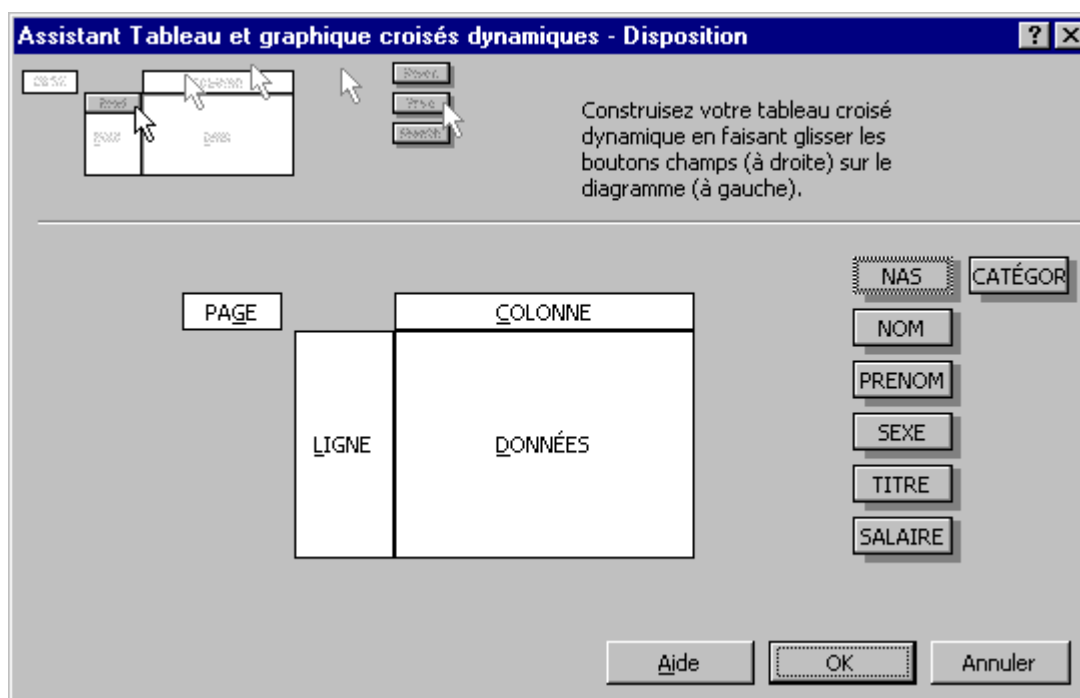 Assistant Tableau et graphique croisés dynamiques - Disposition
Construisez votre tableau croisé
dynamique en faisant glisser les
boutons champs (à droite) sur le
diagramme (à gauche).
NAS
CATÉGOR
PAGE
COLONNE
NOM
PRENOM
LIGNE
DONNÉES
SEXE
TITRE
SALAIRE
Aide
OK
Annuler